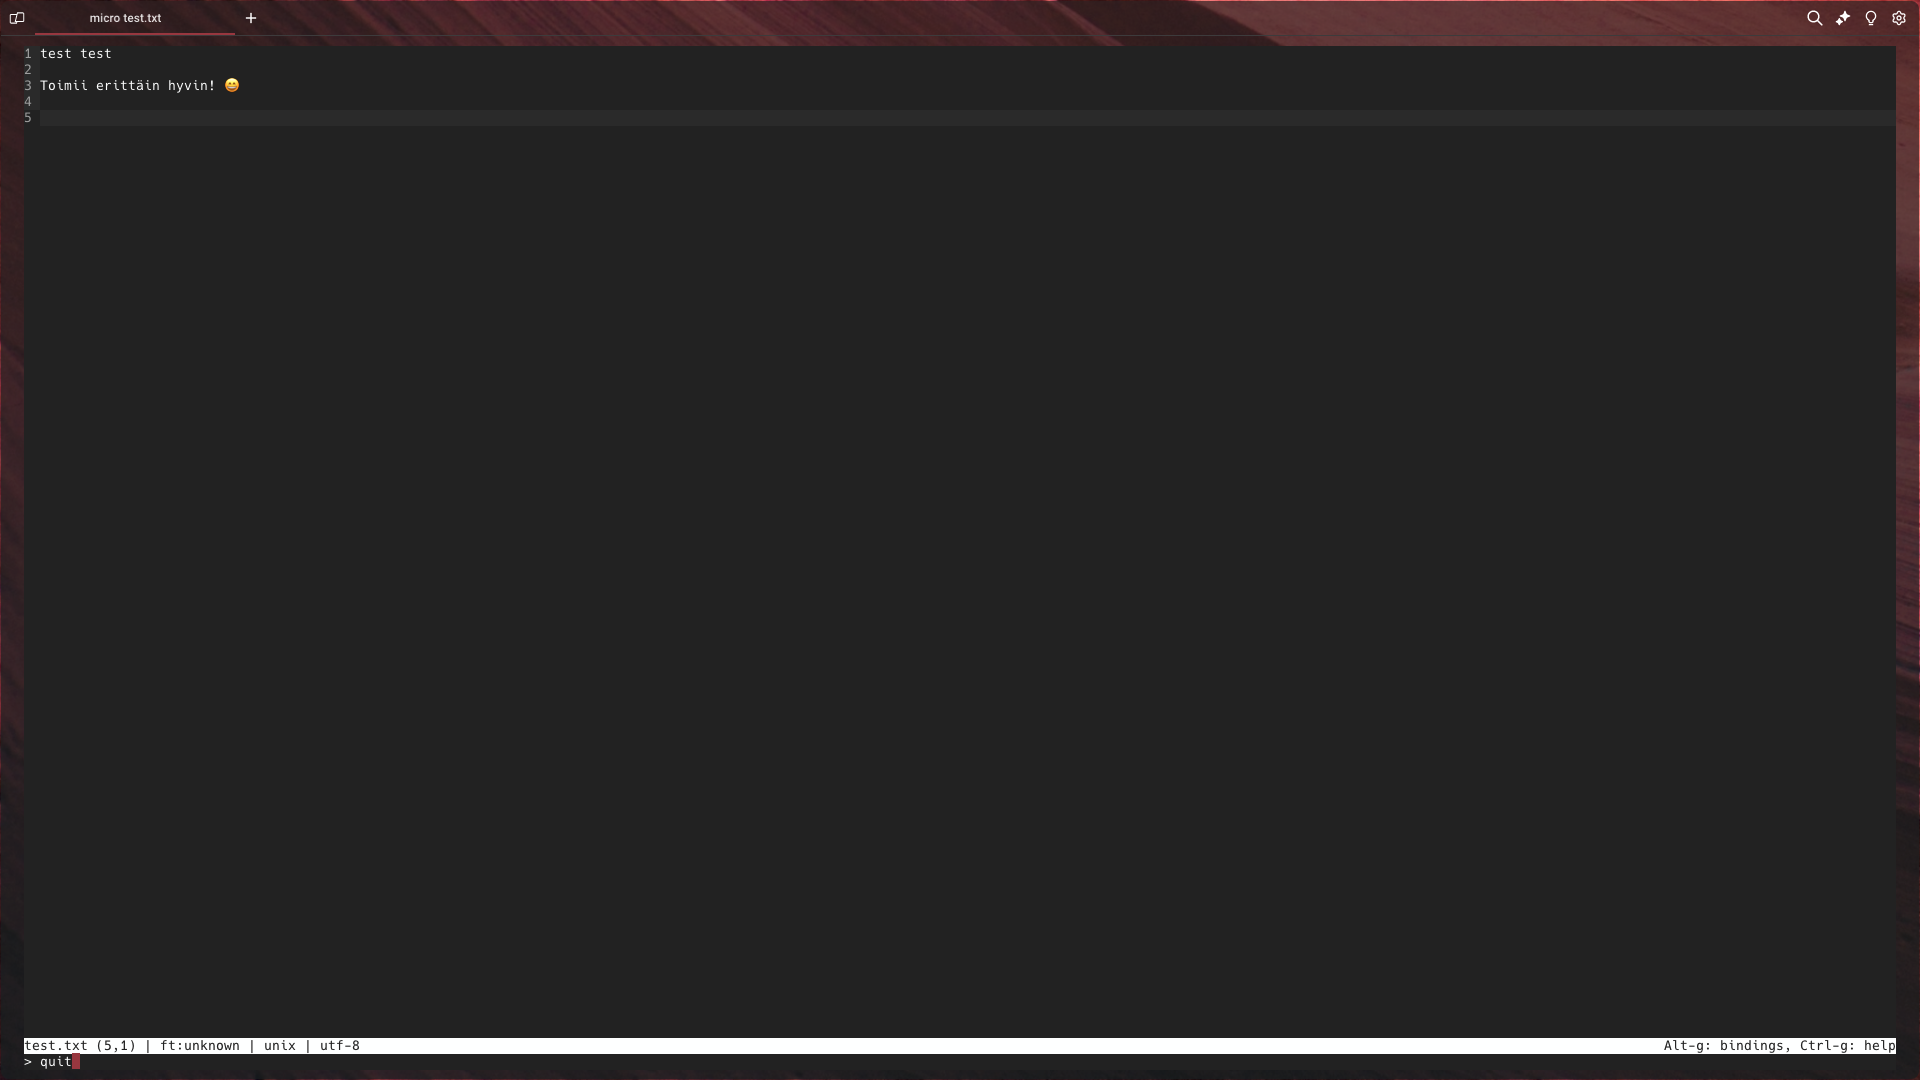 micro test.txt
1 test test
2
3 Toimii erittäin hyvin! 😄
4
5
test.txt (5,1) | ft:unknown | unix | utf-8 Alt-g: bindings, Ctrl-g: help
> quit